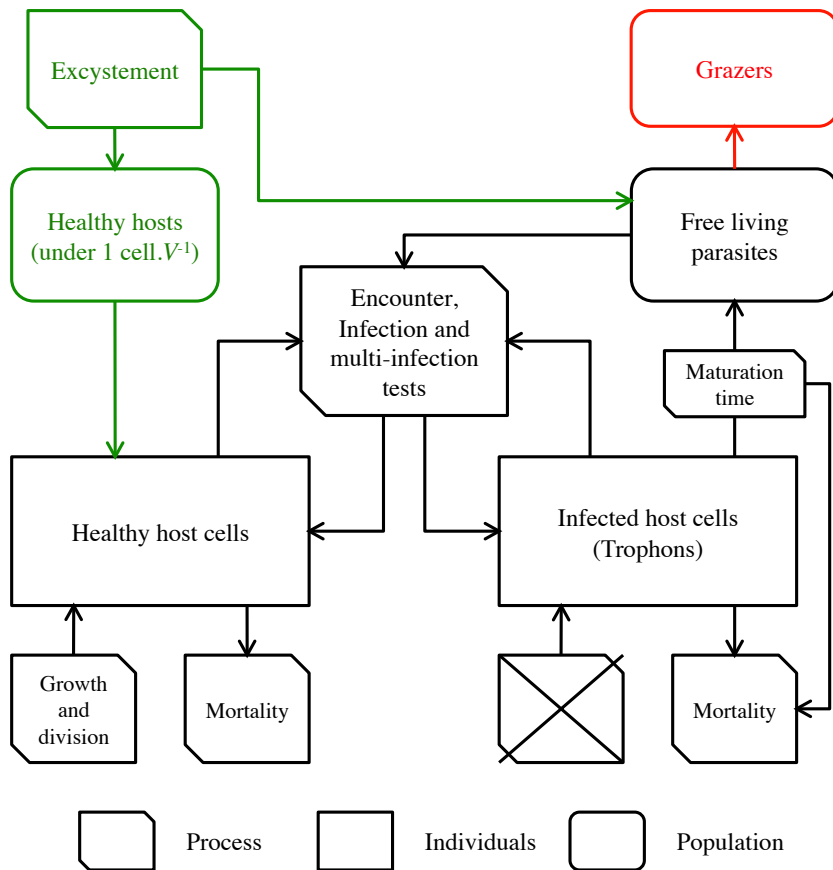 Excystement
Grazers
Healthy hosts
(under 1 cell.V⁻¹)
Free living
parasites
Encounter,
Infection and
multi-infection
tests
Maturation
time
Healthy host cells
Infected host cells
(Trophons)
Growth
and
division
Mortality
Mortality
Process
Individuals
Population